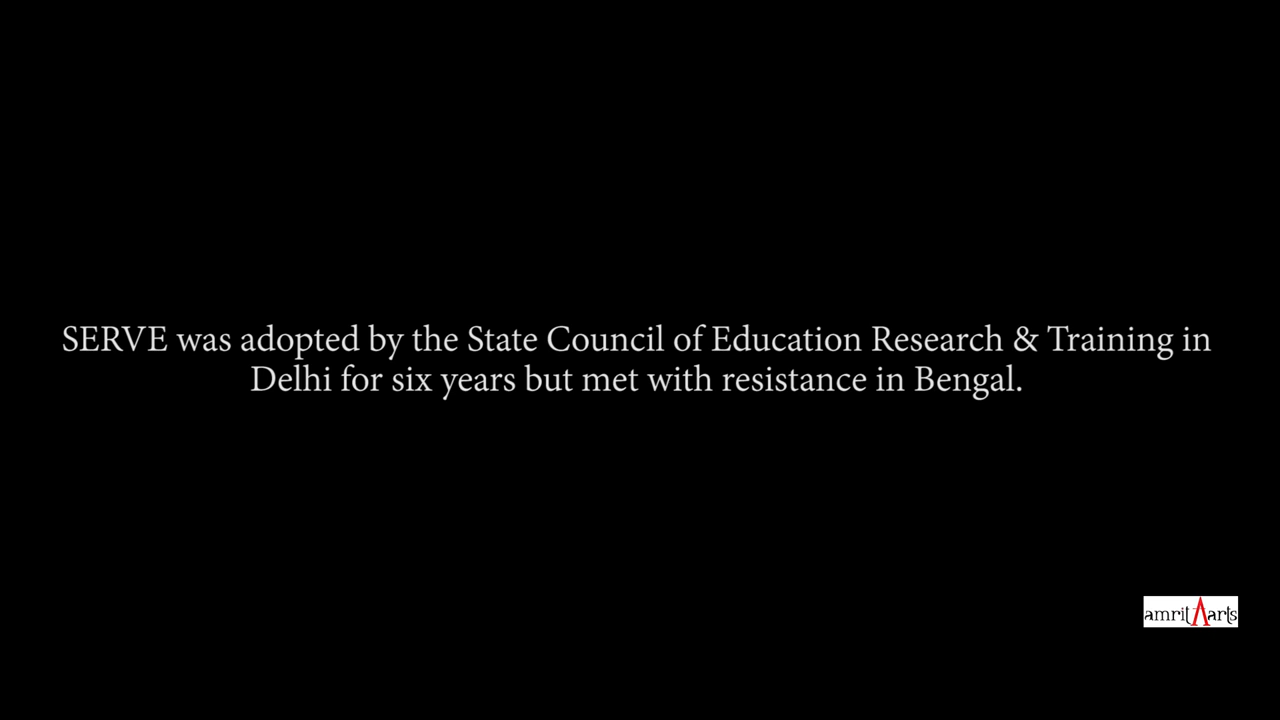 SERVE was adopted by the State Council of Education Research & Training in
Delhi for six years but met with resistance in Bengal.
amrit Aarts